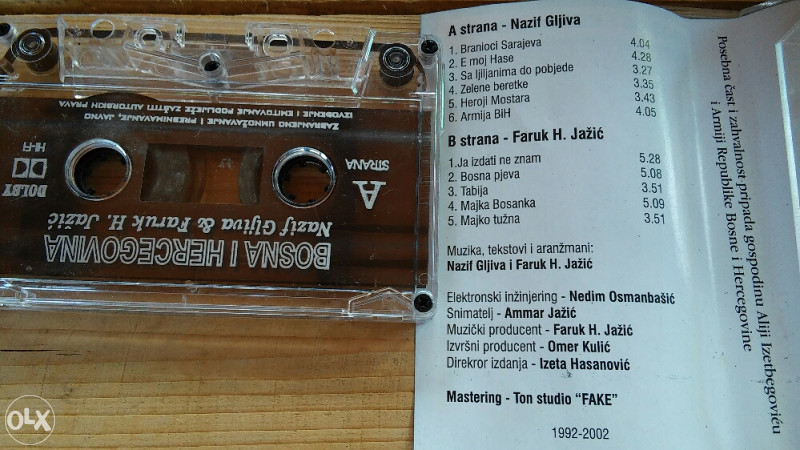 BOSNA I HERCEGOVINA
Nazif Gljiva & Faruk H. Jažić
A
STRANA
DOLBY
HI-FI
ZABRANJENO UMNOŽAVANJE I PRESNIMAVANJE, JAVNO
IZVOĐENJE I EMITOVANJE PODLIJEŽE ZAŠTITI AUTORSKIH PRAVA
A strana - Nazif Gljiva
1. Branioci Sarajeva 4.04
2. E moj Hase 4.28
3. Sa ljiljanima do pobjede 3.27
4. Zelene beretke 3.35
5. Heroji Mostara 3.43
6. Armija BiH 4.05
B strana - Faruk H. Jažić
1.Ja izdati ne znam 5.28
2. Bosna pjeva 5.08
3. Tabija 3.51
4. Majka Bosanka 5.09
5. Majko tužna 3.51
Muzika, tekstovi i aranžmani:
Nazif Gljiva i Faruk H. Jažić
Elektronski inžinjering - Nedim Osmanbašić
Snimatelj - Ammar Jažić
Muzički producent - Faruk H. Jažić
Izvršni producent - Omer Kulić
Direkror izdanja - Izeta Hasanović
Mastering - Ton studio “FAKE”
1992-2002
Posebna čast i zahvalnost pripada gospodinu Aliji Izetbegoviću
i Armiji Republike Bosne i Hercegovine
OLX